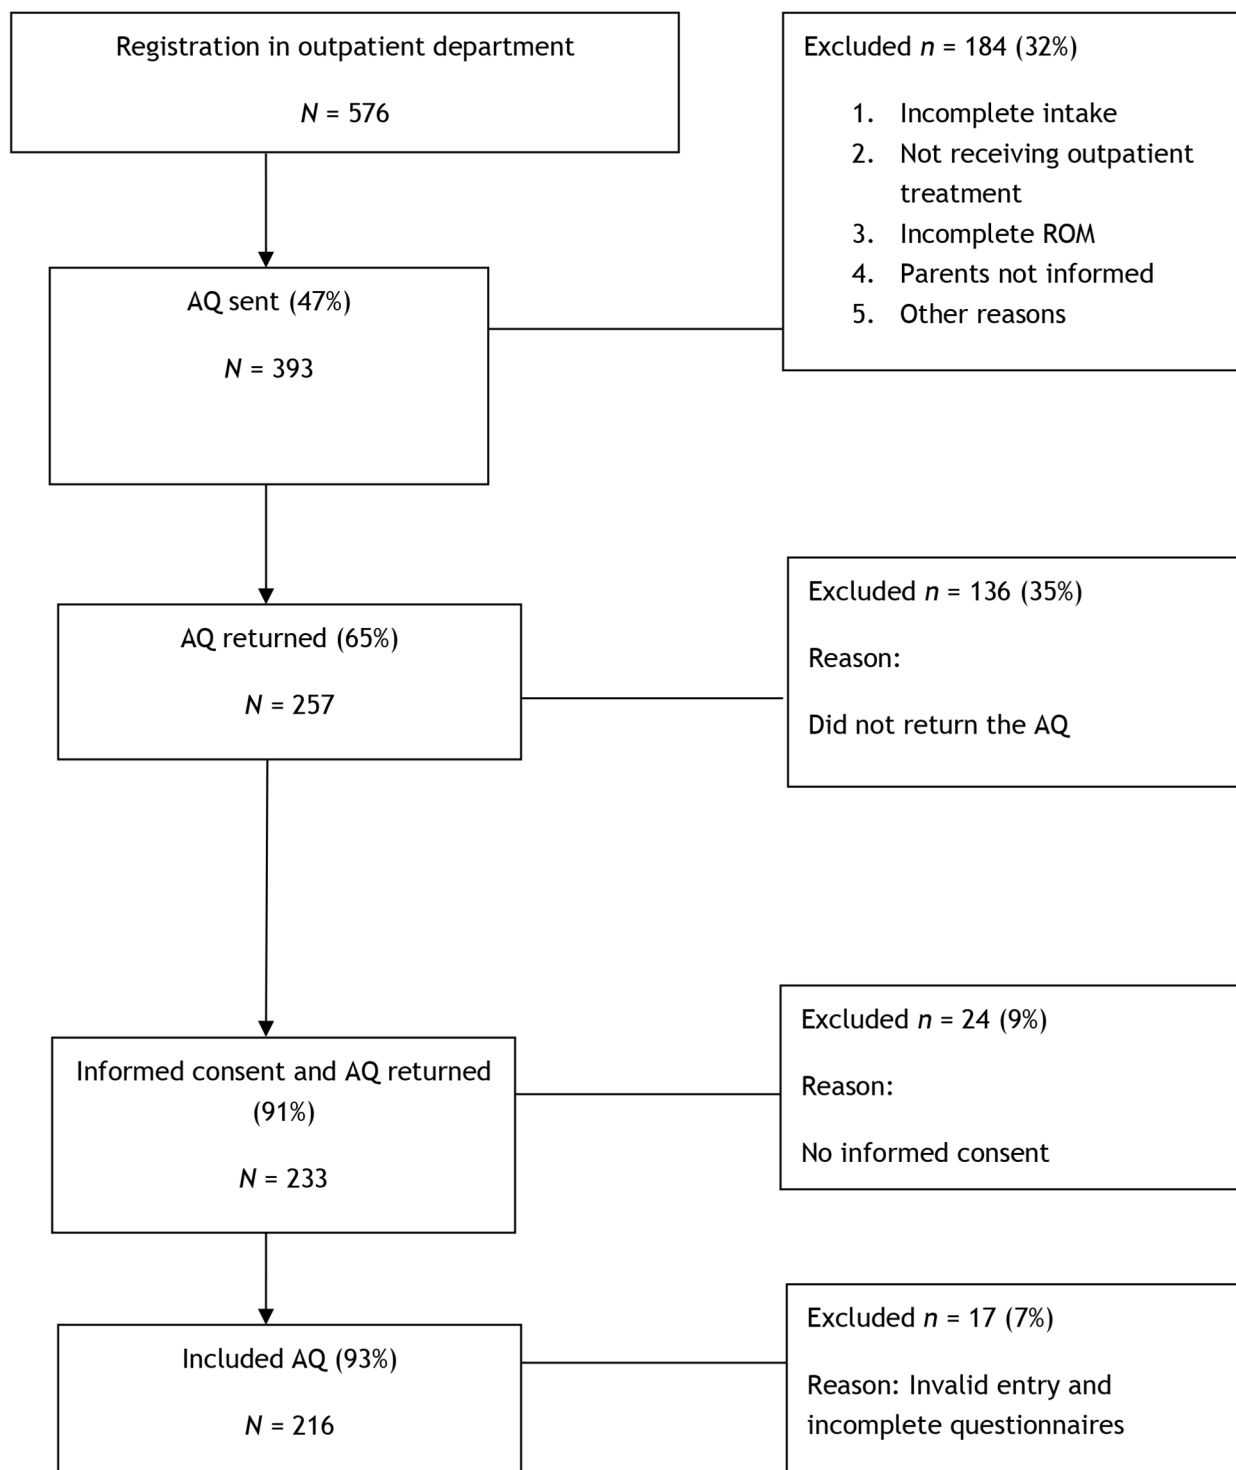 Registration in outpatient department
N = 576
Excluded n = 184 (32%)
1. Incomplete intake
2. Not receiving outpatient
treatment
3. Incomplete ROM
4. Parents not informed
5. Other reasons
AQ sent (47%)
N = 393
AQ returned (65%)
N = 257
Excluded n = 136 (35%)
Reason:
Did not return the AQ
Informed consent and AQ returned
(91%)
N = 233
Excluded n = 24 (9%)
Reason:
No informed consent
Included AQ (93%)
N = 216
Excluded n = 17 (7%)
Reason: Invalid entry and
incomplete questionnaires